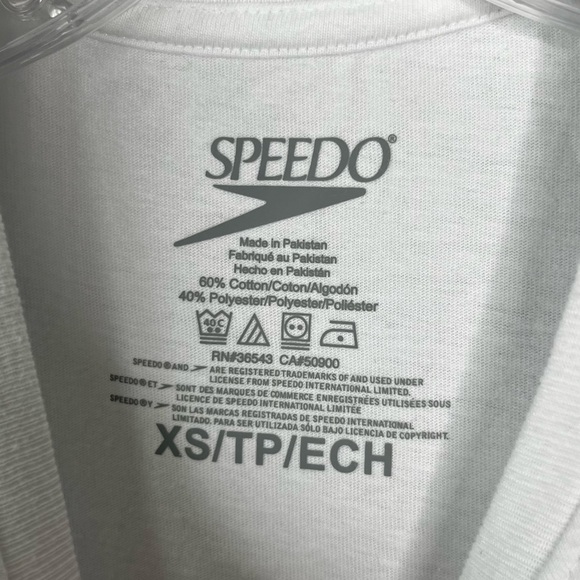 SPEEDO®
Made in Pakistan
Fabriqué au Pakistan
Hecho en Pakistán
60% Cotton/Coton/Algodón
40% Polyester/Polyester/Poliéster
40 C
RN#36543 CA#50900
SPEEDO® AND ARE REGISTERED TRADEMARKS OF AND USED UNDER
LICENSE FROM SPEEDO INTERNATIONAL LIMITED.
SPEEDO® ET SONT DES MARQUES DE COMMERCE ENREGISTRÉES UTILISÉES SOUS
LICENCE DE SPEEDO INTERNATIONAL LIMITÉE
SPEEDO® Y SON LAS MARCAS REGISTRADAS DE SPEEDO INTERNATIONAL
LIMITADO. PARA SER UTILIZADA SÓLO BAJO LICENCIA DE COPYRIGHT.
XS/TP/ECH